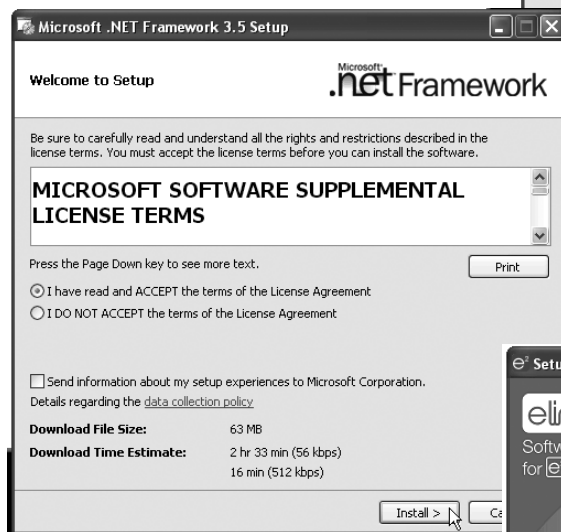 Microsoft .NET Framework 3.5 Setup
Welcome to Setup
Microsoft
.net Framework
Be sure to carefully read and understand all the rights and restrictions described in the
license terms. You must accept the license terms before you can install the software.
MICROSOFT SOFTWARE SUPPLEMENTAL
LICENSE TERMS
Press the Page Down key to see more text.
Print
I have read and ACCEPT the terms of the License Agreement
I DO NOT ACCEPT the terms of the License Agreement
Send information about my setup experiences to Microsoft Corporation.
Details regarding the data collection policy
Download File Size: 63 MB
Download Time Estimate: 2 hr 33 min (56 kbps)
16 min (512 kbps)
Install >
e² Setu
Softw
for